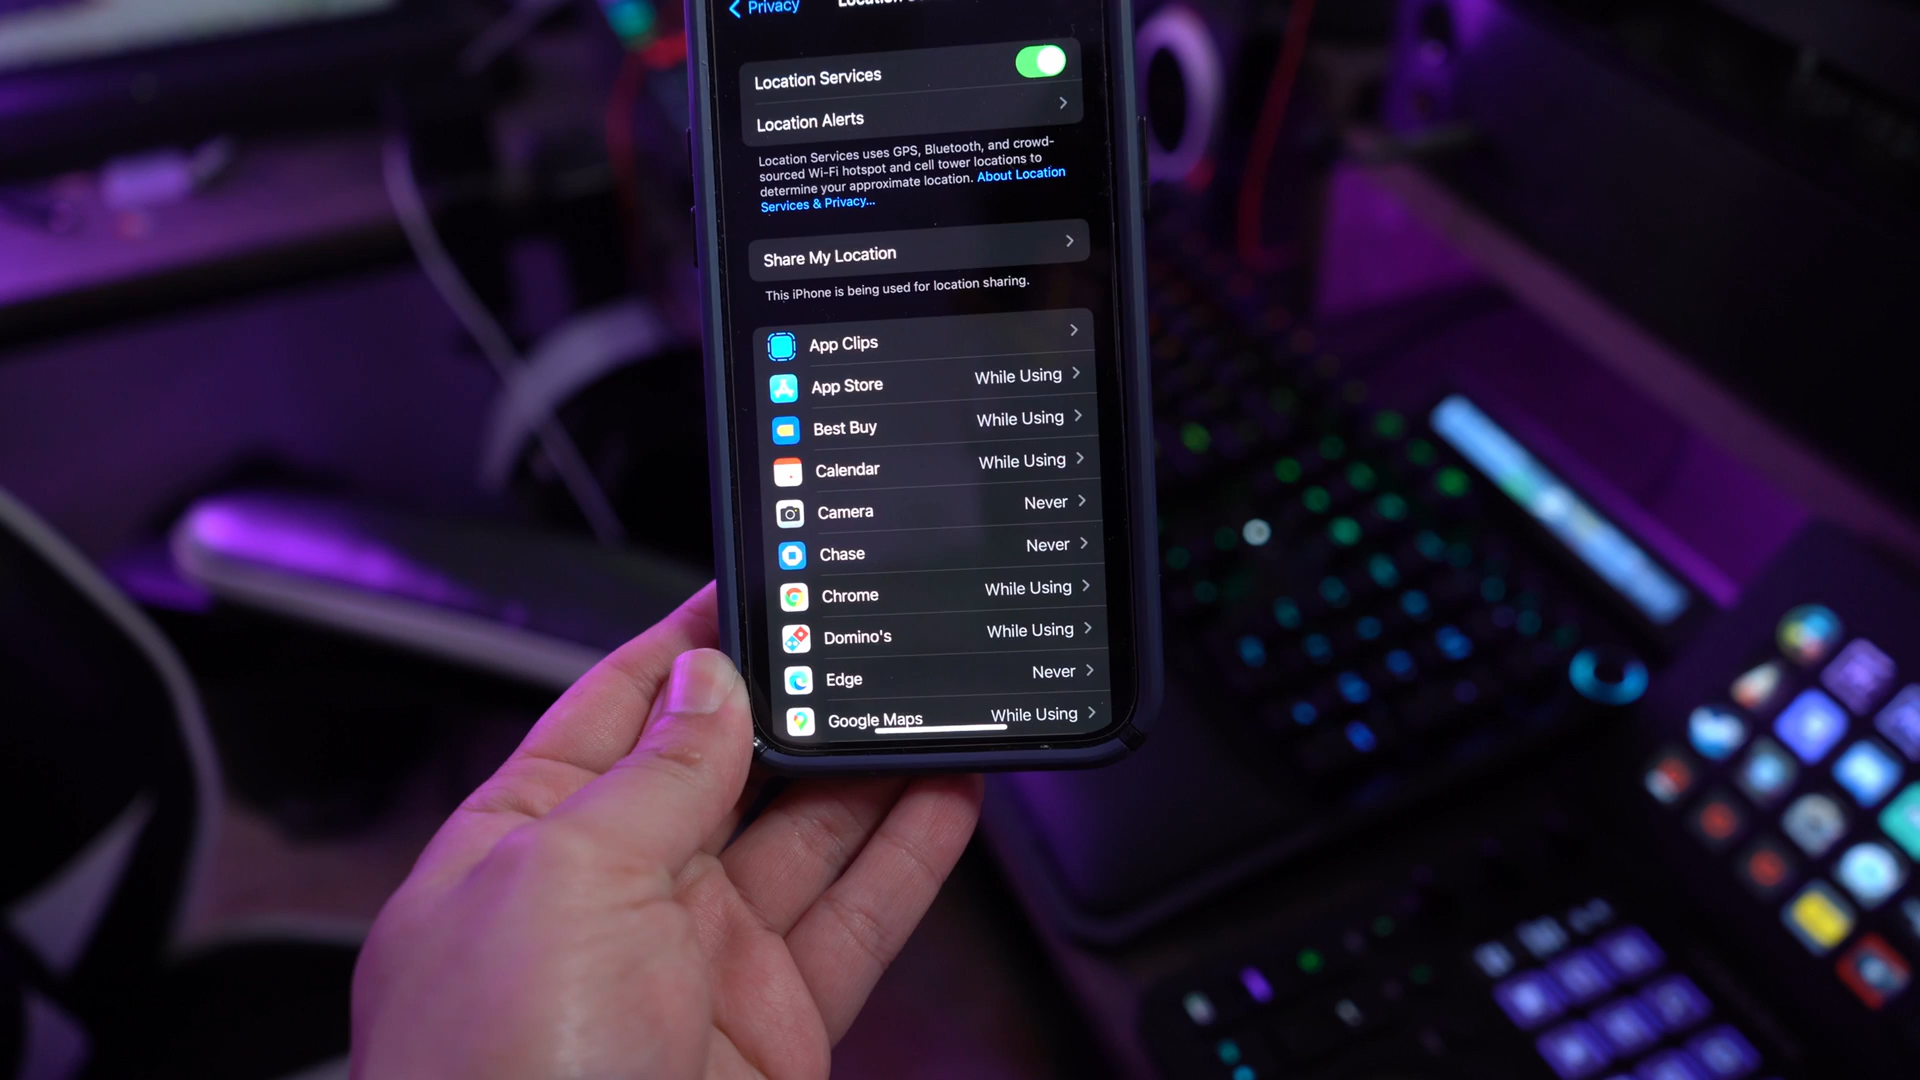 Privacy
Location
Location Services
Location Alerts
Location Services uses GPS, Bluetooth, and crowd-
sourced Wi-Fi hotspot and cell tower locations to
determine your approximate location. About Location
Services & Privacy...
Share My Location
This iPhone is being used for location sharing.
App Clips
App Store While Using
Best Buy While Using
Calendar While Using
Camera Never
Chase Never
Chrome While Using
Domino's While Using
Edge Never
Google Maps While Using